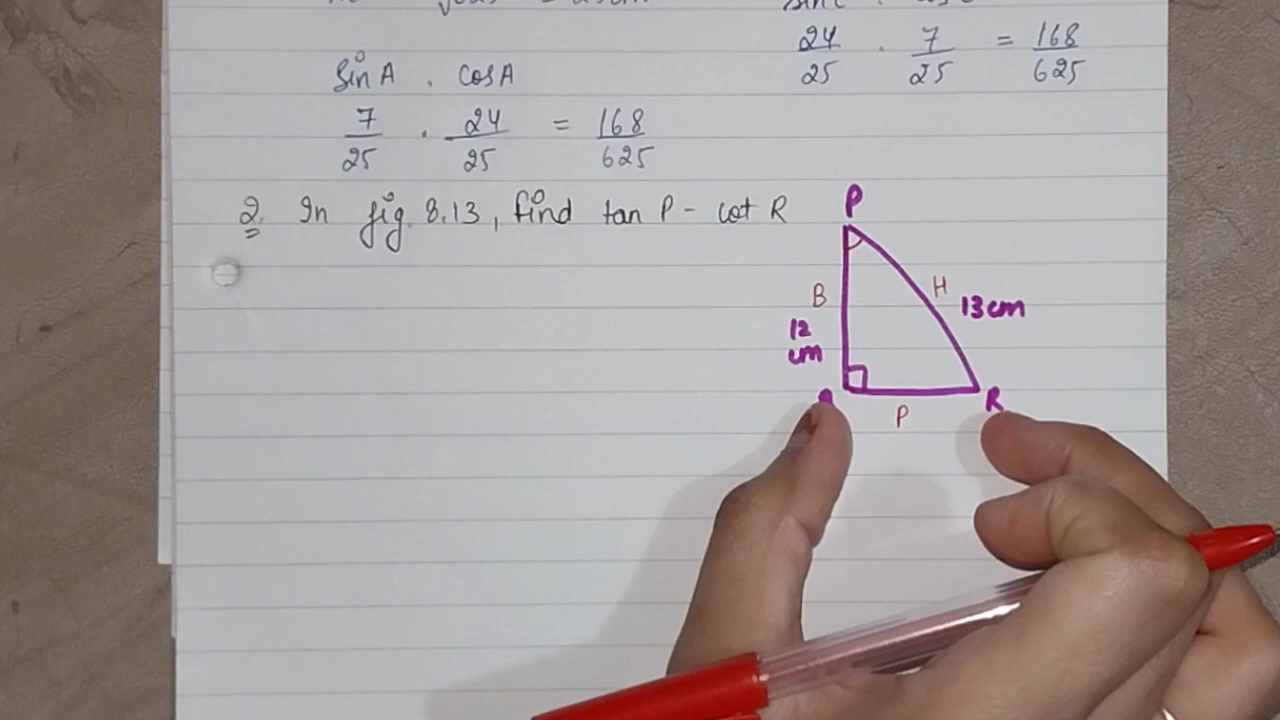 24/25 . 7/25 = 168/625
sin A . cos A
7/25 . 24/25 = 168/625
2. In fig 8.13, find tan P - cot R
P
B
H
13 cm
12
cm
R
P